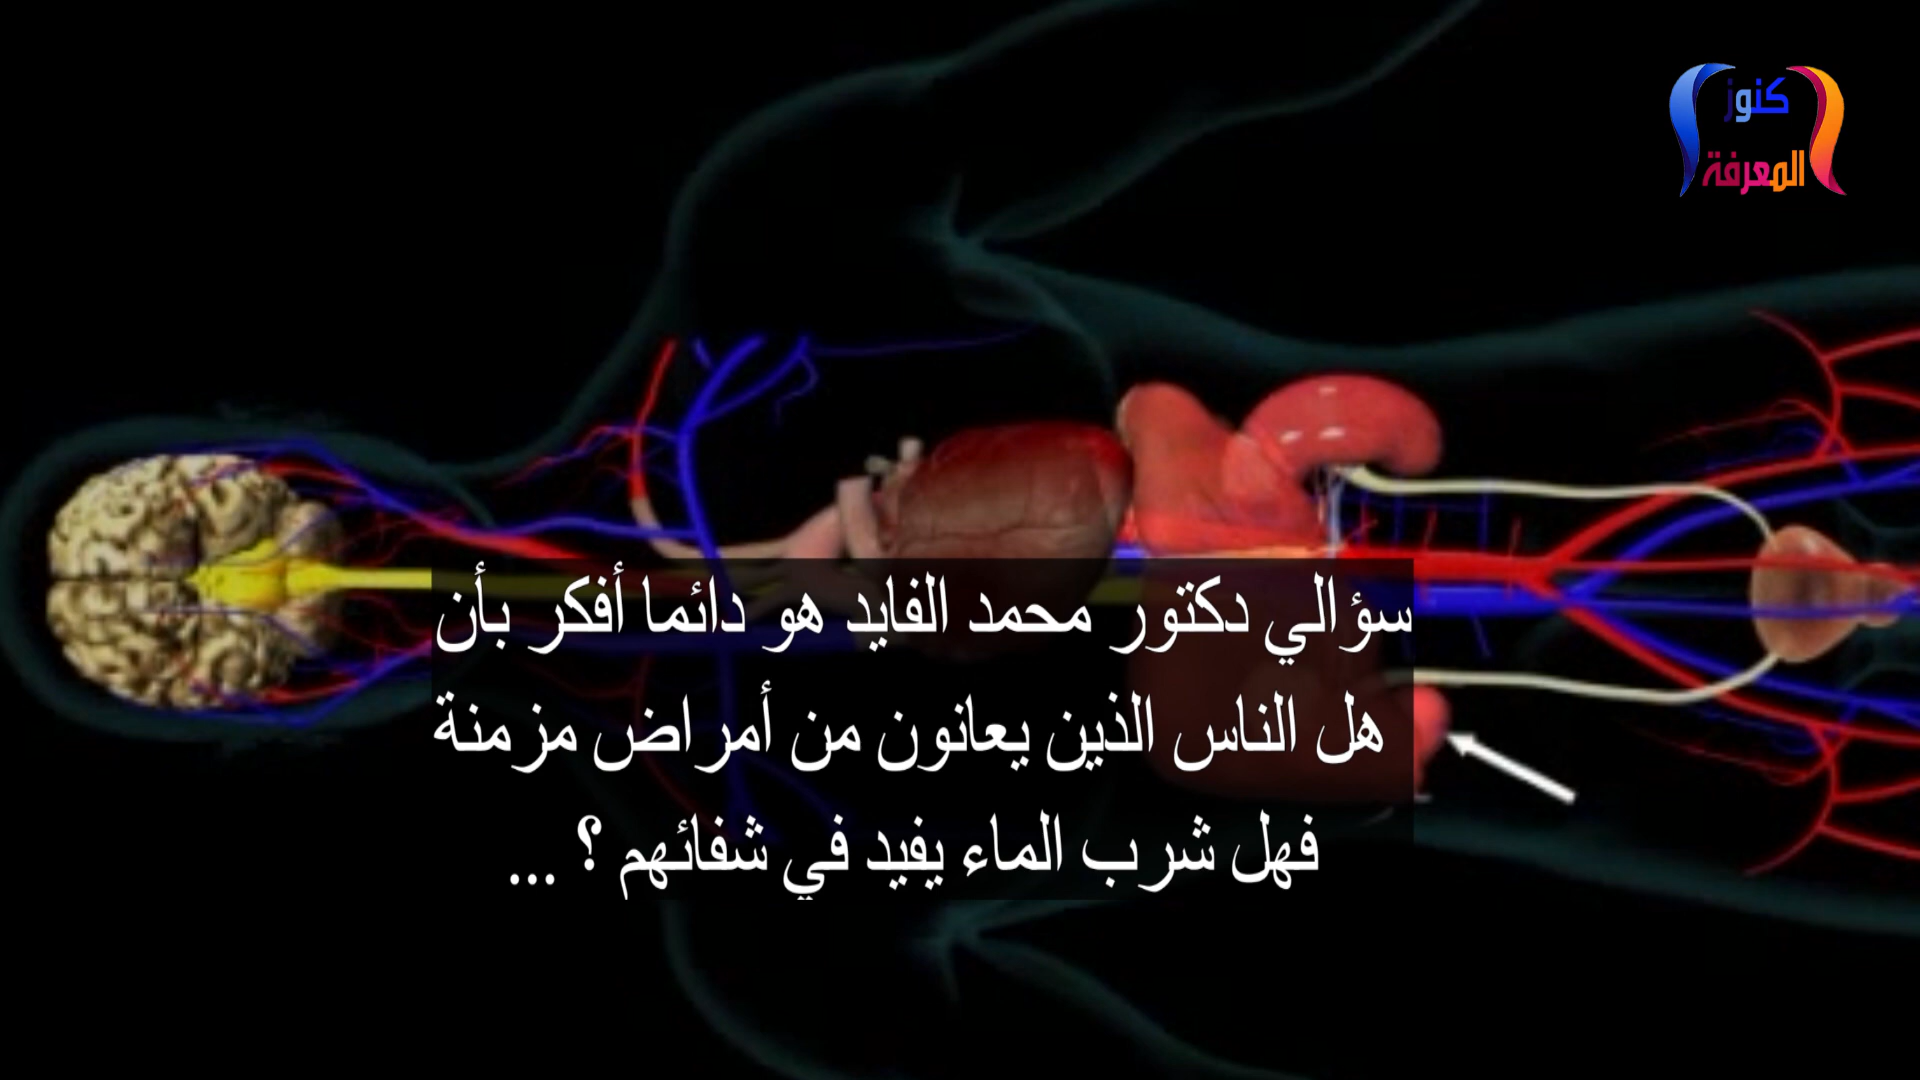 كنوز
المعرفة
سؤالي دكتور محمد الفايد هو دائما أفكر بأن
هل الناس الذين يعانون من أمراض مزمنة
فهل شرب الماء يفيد في شفائهم ؟ ...